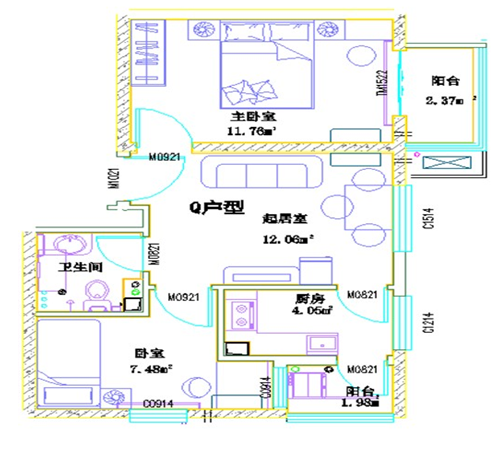 阳台
2.37㎡
TM1522
主卧室
11.76㎡
M0921
M1021
Q户型
起居室
12.06㎡
C1514
M0821
卫生间
M0921
厨房
4.05㎡
M0821
C1214
卧室
7.48㎡
M0821
C0914
阳台
1.98㎡
C0914